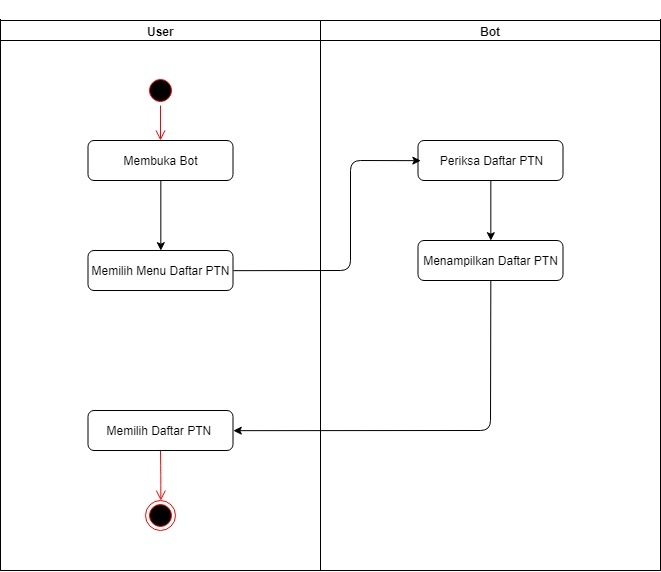 User
Bot
Membuka Bot
Periksa Daftar PTN
Memilih Menu Daftar PTN
Menampilkan Daftar PTN
Memilih Daftar PTN